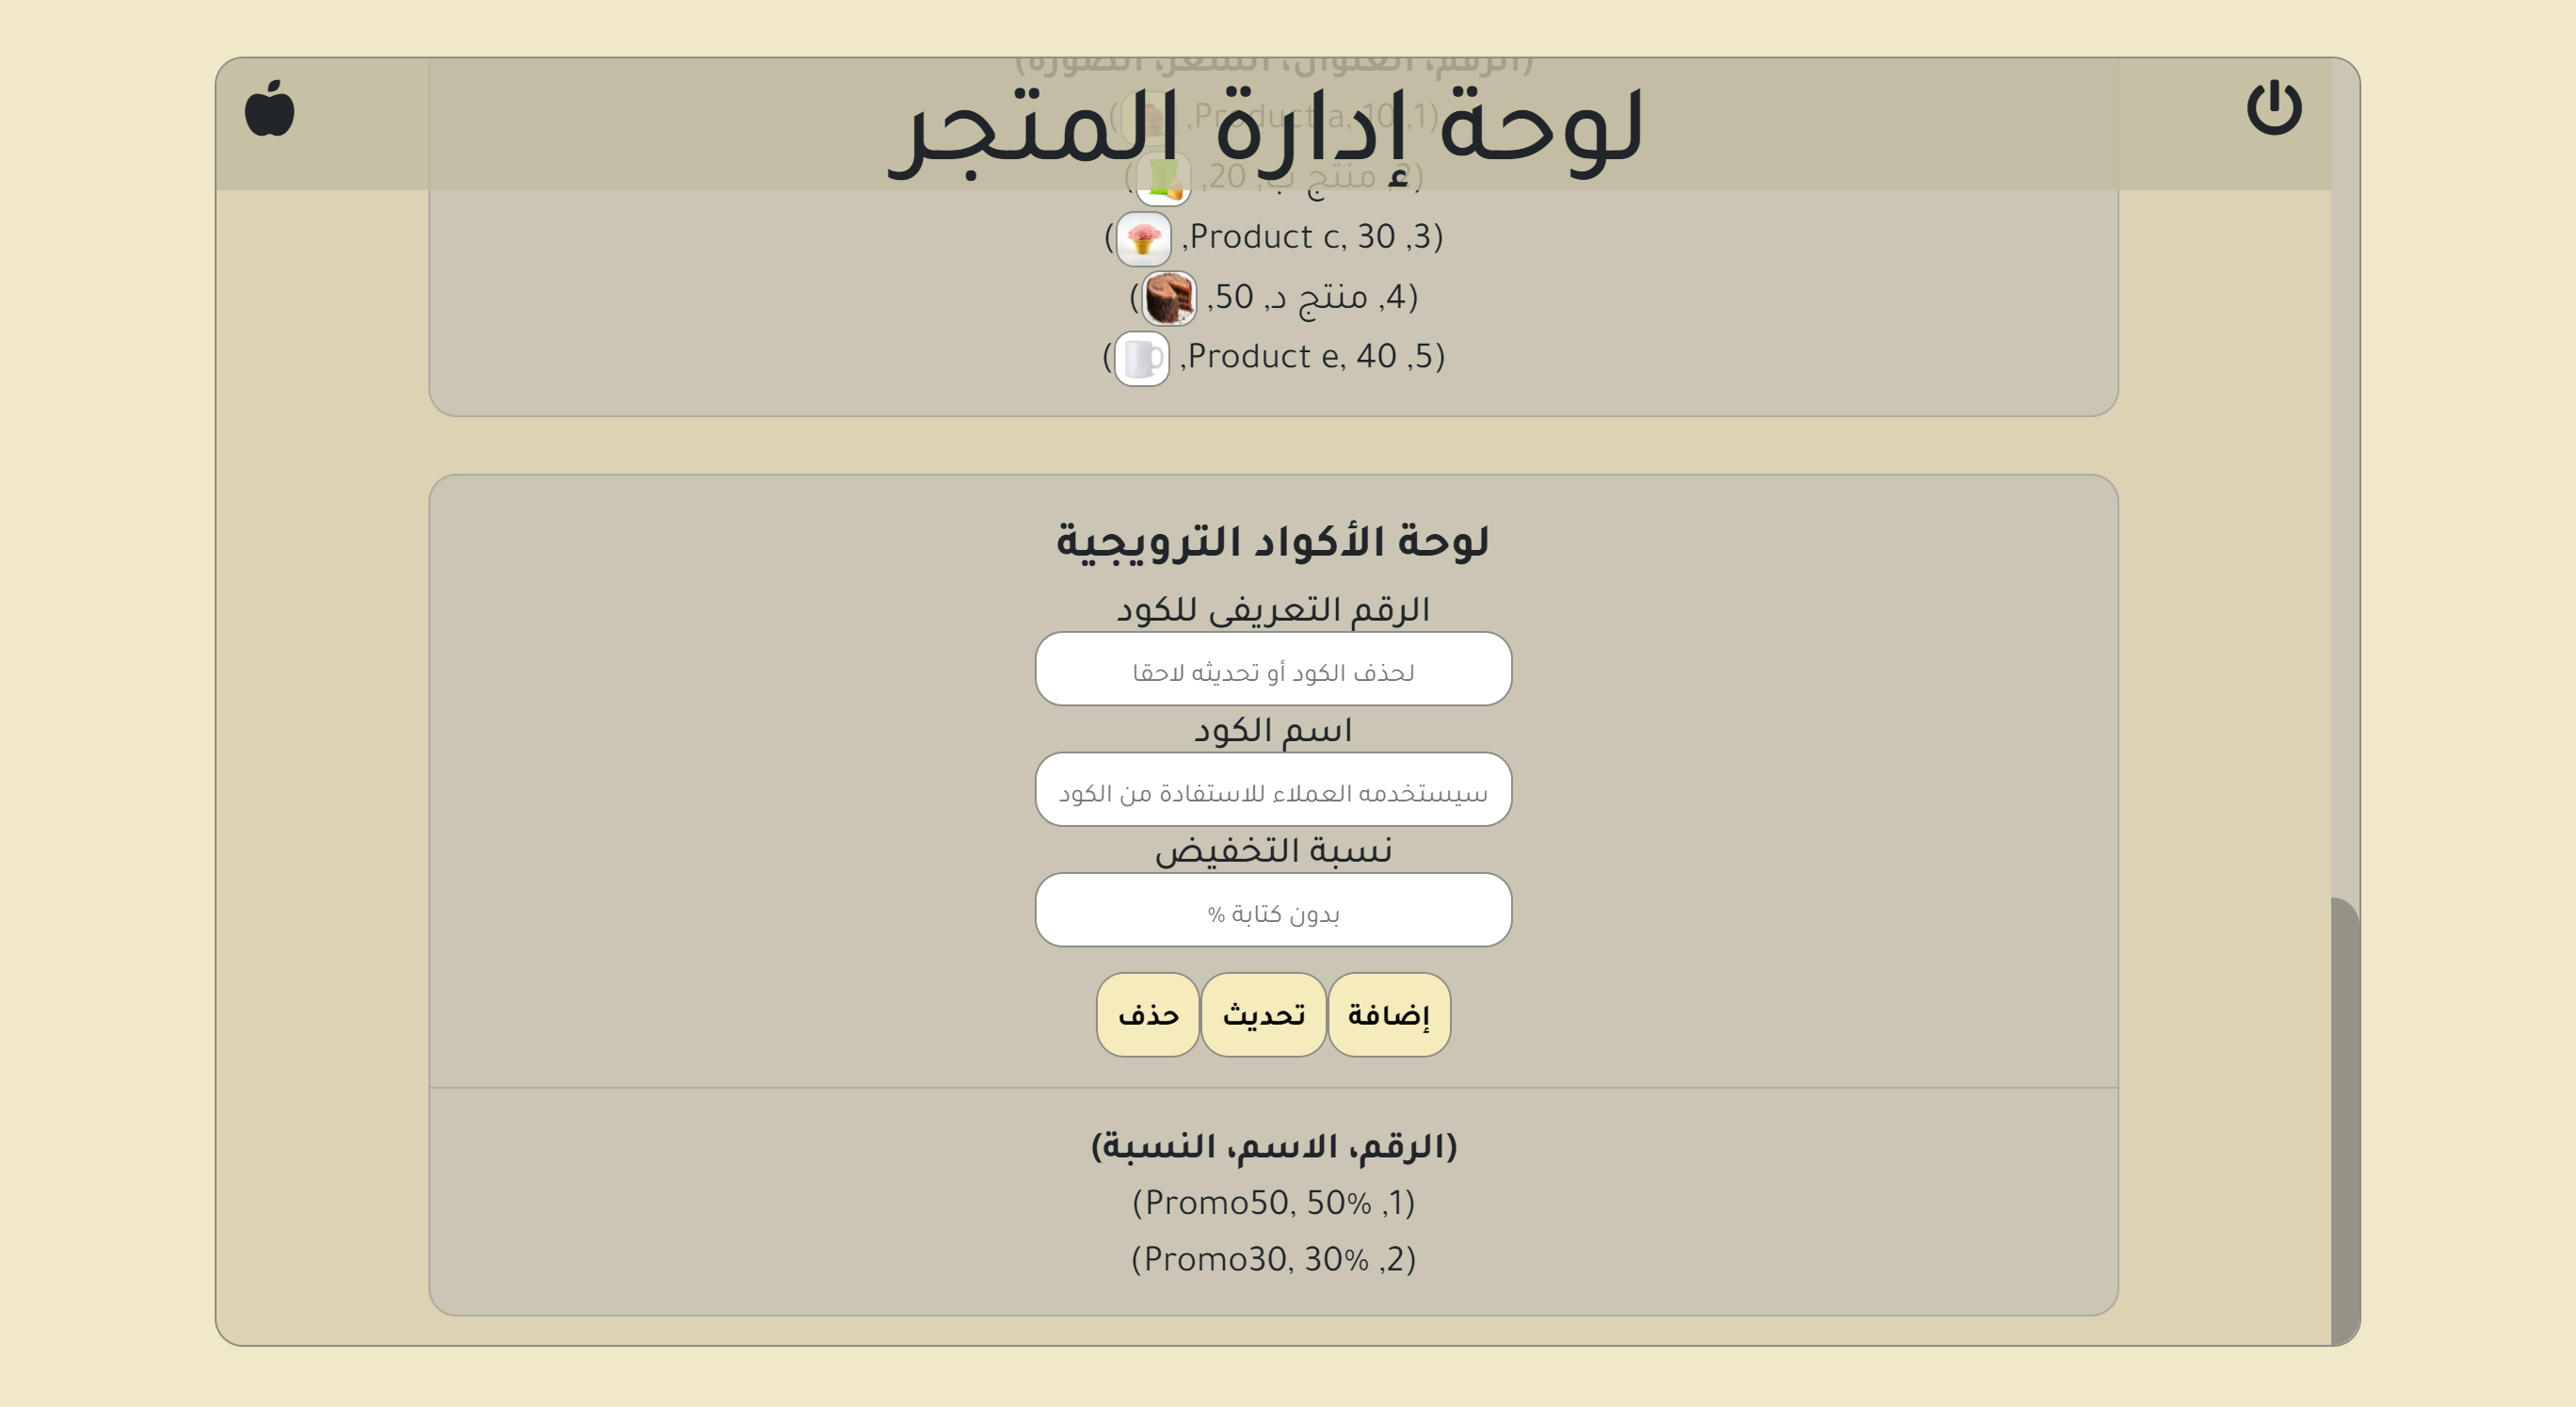 (الرقم، العنوان، السعر، الصورة)
لوحة إدارة المتجر
(1, Product a, 10, )
(2, منتج ب, 20, )
(3, Product c, 30, )
(4, منتج د, 50, )
(5, Product e, 40, )
لوحة الأكواد الترويجية
الرقم التعريفى للكود
لحذف الكود أو تحديثه لاحقا
اسم الكود
سيستخدمه العملاء للاستفادة من الكود
نسبة التخفيض
بدون كتابة %
إضافة تحديث حذف
(الرقم، الاسم، النسبة)
(1, Promo50, 50%)
(2, Promo30, 30%)